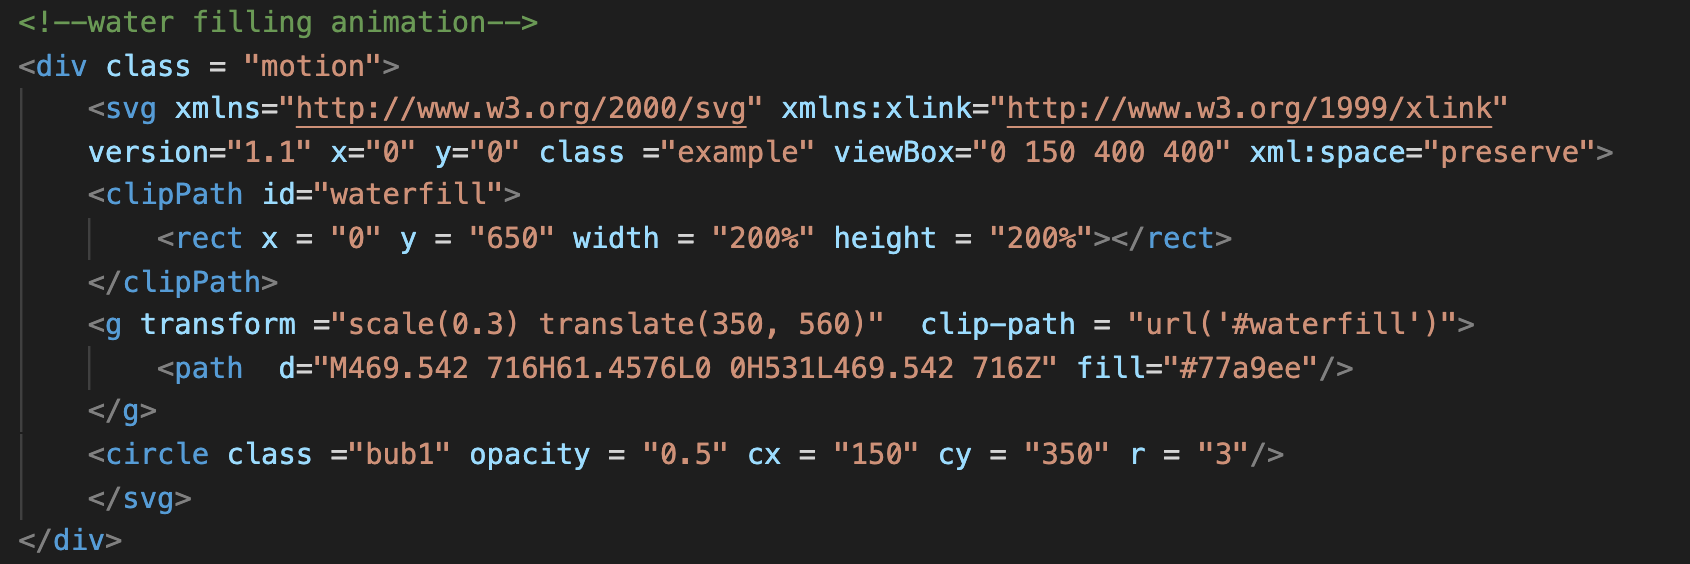 <!--water filling animation-->
<div class = "motion">
<svg xmlns="http://www.w3.org/2000/svg" xmlns:xlink="http://www.w3.org/1999/xlink"
version="1.1" x="0" y="0" class ="example" viewBox="0 150 400 400" xml:space="preserve">
<clipPath id="waterfill">
<rect x = "0" y = "650" width = "200%" height = "200%"></rect>
</clipPath>
<g transform ="scale(0.3) translate(350, 560)"  clip-path = "url('#waterfill')">
<path  d="M469.542 716H61.4576L0 0H531L469.542 716Z" fill="#77a9ee"/>
</g>
<circle class ="bub1" opacity = "0.5" cx = "150" cy = "350" r = "3"/>
</svg>
</div>